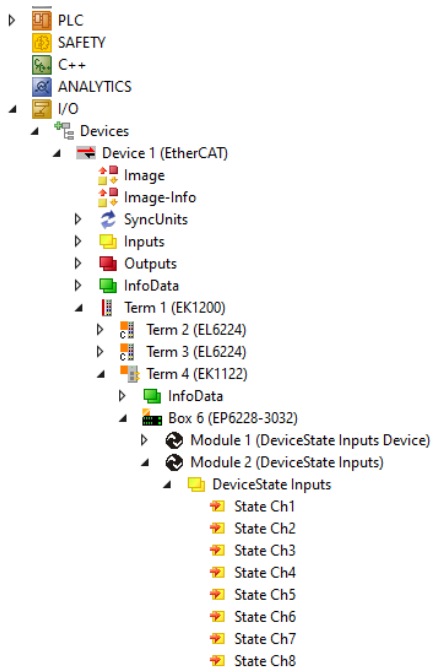 PLC
SAFETY
C++
ANALYTICS
I/O
Devices
Device 1 (EtherCAT)
Image
Image-Info
SyncUnits
Inputs
Outputs
InfoData
Term 1 (EK1200)
Term 2 (EL6224)
Term 3 (EL6224)
Term 4 (EK1122)
InfoData
Box 6 (EP6228-3032)
Module 1 (DeviceState Inputs Device)
Module 2 (DeviceState Inputs)
DeviceState Inputs
State Ch1
State Ch2
State Ch3
State Ch4
State Ch5
State Ch6
State Ch7
State Ch8